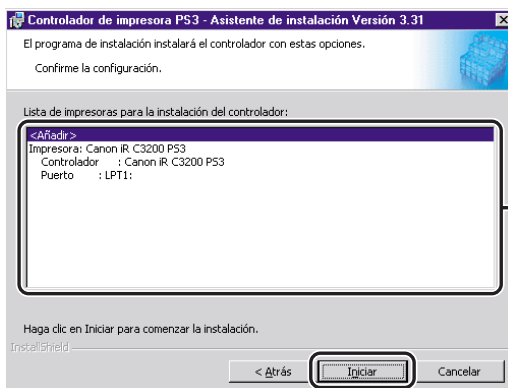 Controlador de impresora PS3 - Asistente de instalación Versión 3.31
El programa de instalación instalará el controlador con estas opciones.
Confirme la configuración.
Lista de impresoras para la instalación del controlador:
<Añadir>
Impresora: Canon iR C3200 PS3
Controlador : Canon iR C3200 PS3
Puerto : LPT1:
Haga clic en Iniciar para comenzar la instalación.
InstallShield
< Atrás Iniciar Cancelar